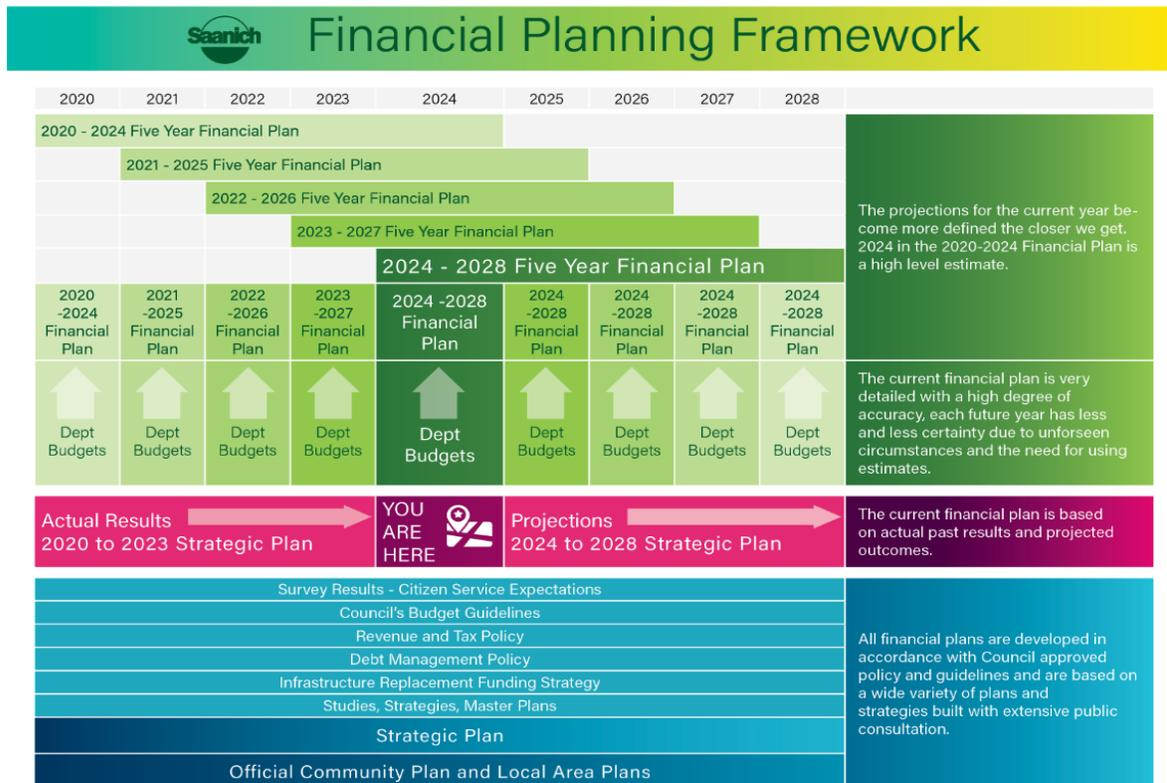 Saanich
Financial Planning Framework
2020 2021 2022 2023 2024 2025 2026 2027 2028
2020 - 2024 Five Year Financial Plan
2021 - 2025 Five Year Financial Plan
2022 - 2026 Five Year Financial Plan
2023 - 2027 Five Year Financial Plan
2024 - 2028 Five Year Financial Plan
The projections for the current year be-
come more defined the closer we get.
2024 in the 2020-2024 Financial Plan is
a high level estimate.
2020
-2024
Financial
Plan
2021
-2025
Financial
Plan
2022
-2026
Financial
Plan
2023
-2027
Financial
Plan
2024 -2028
Financial
Plan
2024
-2028
Financial
Plan
2024
-2028
Financial
Plan
2024
-2028
Financial
Plan
2024
-2028
Financial
Plan
Dept
Budgets
Dept
Budgets
Dept
Budgets
Dept
Budgets
Dept
Budgets
Dept
Budgets
Dept
Budgets
Dept
Budgets
Dept
Budgets
The current financial plan is very
detailed with a high degree of
accuracy, each future year has less
and less certainty due to unforseen
circumstances and the need for using
estimates.
Actual Results
2020 to 2023 Strategic Plan
YOU
ARE
HERE
Projections
2024 to 2028 Strategic Plan
The current financial plan is based
on actual past results and projected
outcomes.
Survey Results - Citizen Service Expectations
Council's Budget Guidelines
Revenue and Tax Policy
Debt Management Policy
Infrastructure Replacement Funding Strategy
Studies, Strategies, Master Plans
Strategic Plan
Official Community Plan and Local Area Plans
All financial plans are developed in
accordance with Council approved
policy and guidelines and are based on
a wide variety of plans and
strategies built with extensive public
consultation.